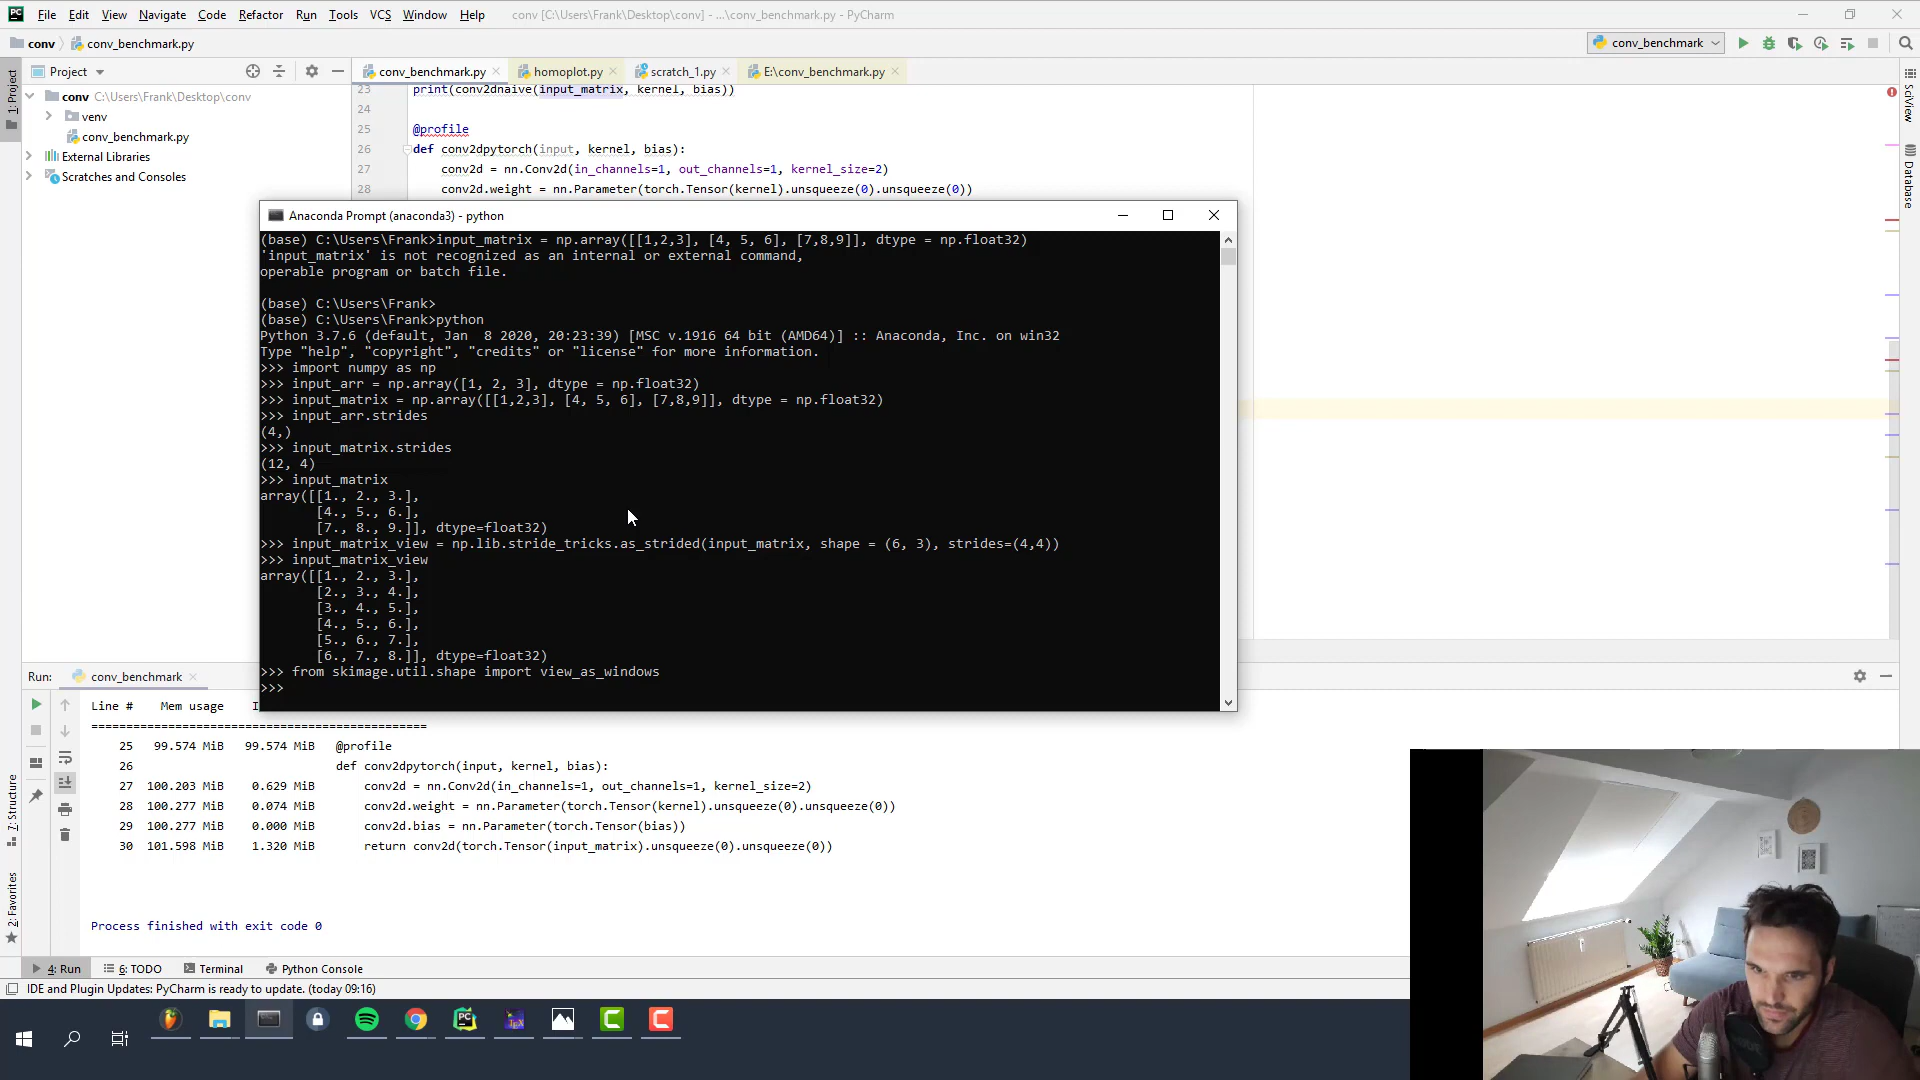 File Edit View Navigate Code Refactor Run Tools VCS Window Help conv [C:\Users\Frank\Desktop\conv] - ...\conv_benchmark.py - PyCharm
conv conv_benchmark.py
conv_benchmark
1: Project
Project
conv_benchmark.py homoplot.py scratch_1.py E:\conv_benchmark.py
SciView
Database
conv C:\Users\Frank\Desktop\conv
venv
conv_benchmark.py
External Libraries
Scratches and Consoles
23 print(conv2dnaive(input_matrix, kernel, bias))
24
25 @profile
26 def conv2dpytorch(input, kernel, bias):
27 conv2d = nn.Conv2d(in_channels=1, out_channels=1, kernel_size=2)
28 conv2d.weight = nn.Parameter(torch.Tensor(kernel).unsqueeze(0).unsqueeze(0))
Anaconda Prompt (anaconda3) - python
(base) C:\Users\Frank>input_matrix = np.array([[1,2,3], [4, 5, 6], [7,8,9]], dtype = np.float32)
'input_matrix' is not recognized as an internal or external command,
operable program or batch file.
(base) C:\Users\Frank>
(base) C:\Users\Frank>python
Python 3.7.6 (default, Jan  8 2020, 20:23:39) [MSC v.1916 64 bit (AMD64)] :: Anaconda, Inc. on win32
Type "help", "copyright", "credits" or "license" for more information.
>>> import numpy as np
>>> input_arr = np.array([1, 2, 3], dtype = np.float32)
>>> input_matrix = np.array([[1,2,3], [4, 5, 6], [7,8,9]], dtype = np.float32)
>>> input_arr.strides
(4,)
>>> input_matrix.strides
(12, 4)
>>> input_matrix
array([[1., 2., 3.],
[4., 5., 6.],
[7., 8., 9.]], dtype=float32)
>>> input_matrix_view = np.lib.stride_tricks.as_strided(input_matrix, shape = (6, 3), strides=(4,4))
>>> input_matrix_view
array([[1., 2., 3.],
[2., 3., 4.],
[3., 4., 5.],
[4., 5., 6.],
[5., 6., 7.],
[6., 7., 8.]], dtype=float32)
>>> from skimage.util.shape import view_as_windows
>>>
Run: conv_benchmark
Line # Mem usage I
================================================
25 99.574 MiB 99.574 MiB @profile
26 def conv2dpytorch(input, kernel, bias):
27 100.203 MiB 0.629 MiB conv2d = nn.Conv2d(in_channels=1, out_channels=1, kernel_size=2)
28 100.277 MiB 0.074 MiB conv2d.weight = nn.Parameter(torch.Tensor(kernel).unsqueeze(0).unsqueeze(0))
29 100.277 MiB 0.000 MiB conv2d.bias = nn.Parameter(torch.Tensor(bias))
30 101.598 MiB 1.320 MiB return conv2d(torch.Tensor(input_matrix).unsqueeze(0).unsqueeze(0))
Process finished with exit code 0
7: Structure
2: Favorites
4: Run 6: TODO Terminal Python Console
IDE and Plugin Updates: PyCharm is ready to update. (today 09:16)